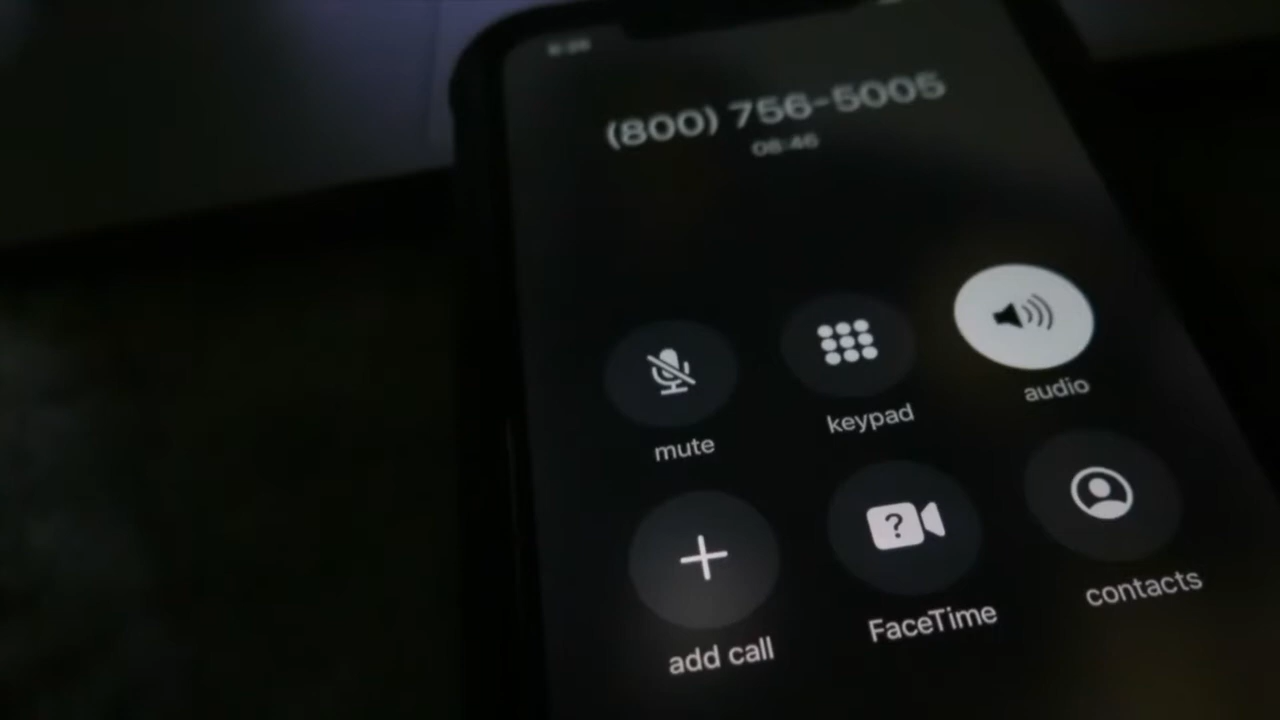 (800) 756-5005
08:46
mute
keypad
audio
add call
?
FaceTime
contacts